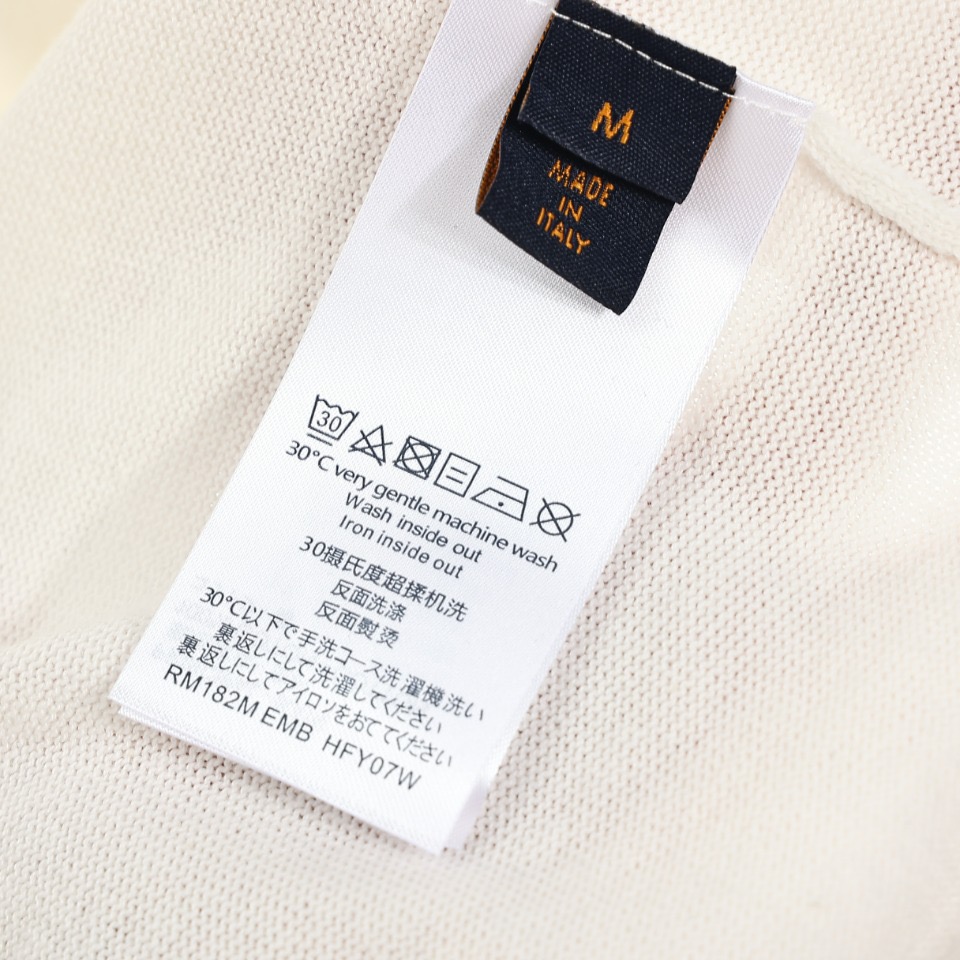 M
MADE
IN
ITALY
30
30°C very gentle machine wash
Wash inside out
Iron inside out
30摄氏度超揉机洗
反面洗涤
反面熨烫
30℃以下で手洗コース洗濯機洗い
裏返しにして洗濯してください
裏返しにしてアイロンをおててください
RM182M EMB HFY07W